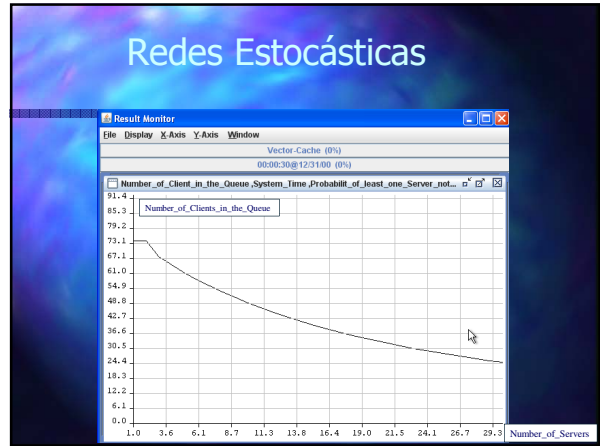 Redes Estocásticas
Result Monitor
File Display X-Axis Y-Axis Window
Vector-Cache (0%)
00:00:30@12/31/00 (0%)
Number_of_Client_in_the_Queue ,System_Time ,Probabilit_of_least_one_Server_not...
Number_of_Clients_in_the_Queue
91.4
85.3
79.2
73.1
67.1
61.0
54.9
48.8
42.7
36.6
30.5
24.4
18.3
12.2
6.1
0.0
1.0 3.6 6.1 8.7 11.3 13.8 16.4 19.0 21.5 24.1 26.7 29.3
Number_of_Servers